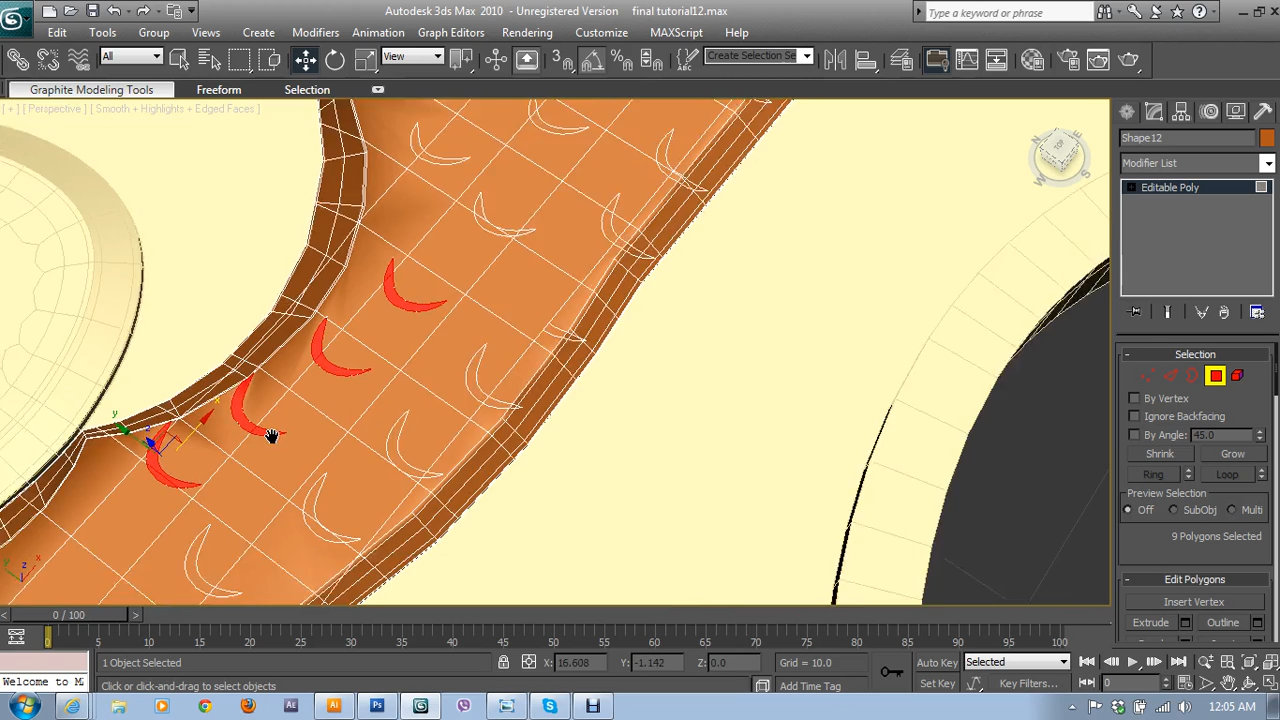 Autodesk 3ds Max 2010 - Unregistered Version final tutorial12.max
Type a keyword or phrase
Edit Tools Group Views Create Modifiers Animation Graph Editors Rendering Customize MAXScript Help
All View Create Selection Se
Graphite Modeling Tools Freeform Selection
[ + ] [ Perspective ] [ Smooth + Highlights + Edged Faces ]
Shape12
Modifier List
Editable Poly
TOP
N E
W S
Selection
By Vertex
Ignore Backfacing
By Angle: 45.0
Shrink Grow
Ring Loop
Preview Selection
Off SubObj Multi
9 Polygons Selected
Edit Polygons
Insert Vertex
Extrude Outline
x
y
z
0 / 100
0 5 10 15 20 25 30 35 40 45 50 55 60 65 70 75 80 85 90 95 100
1 Object Selected X: 16.608 Y: -1.142 Z: 0.0 Grid = 10.0 Auto Key Selected
Welcome to M Click or click-and-drag to select objects Add Time Tag Set Key Key Filters... 0
12:05 AM